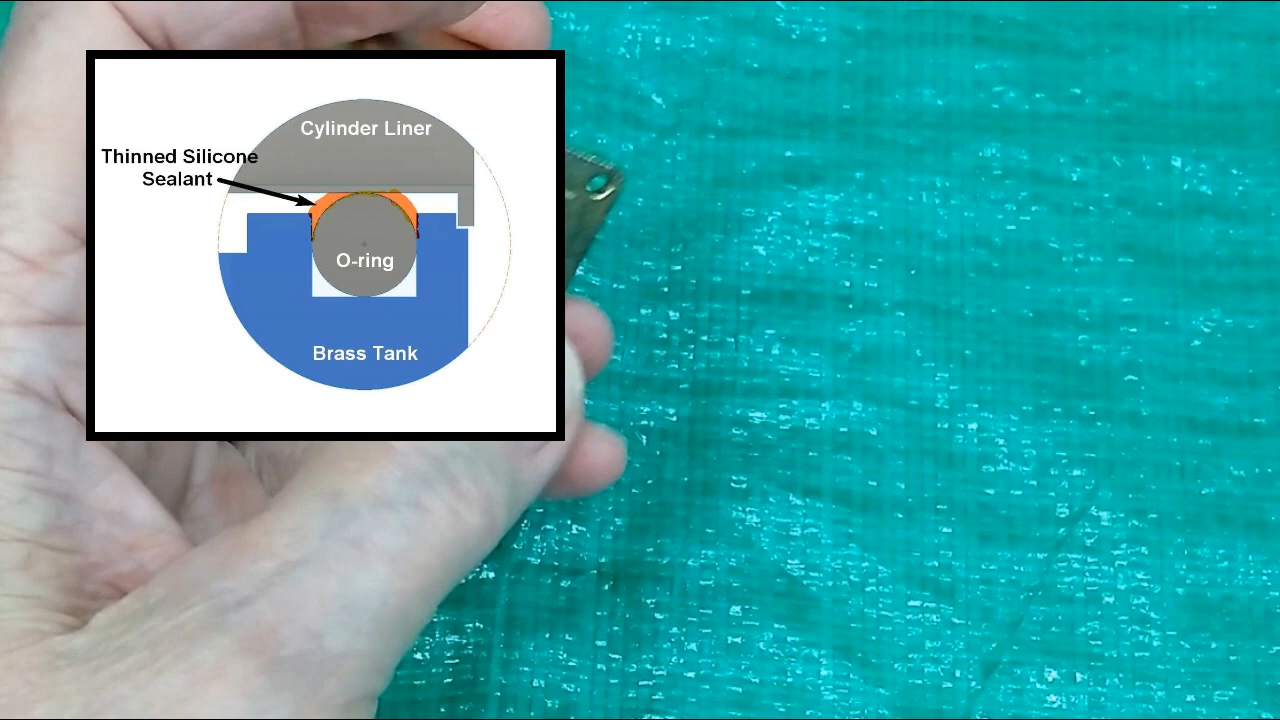 Cylinder Liner
Thinned Silicone
Sealant
O-ring
Brass Tank